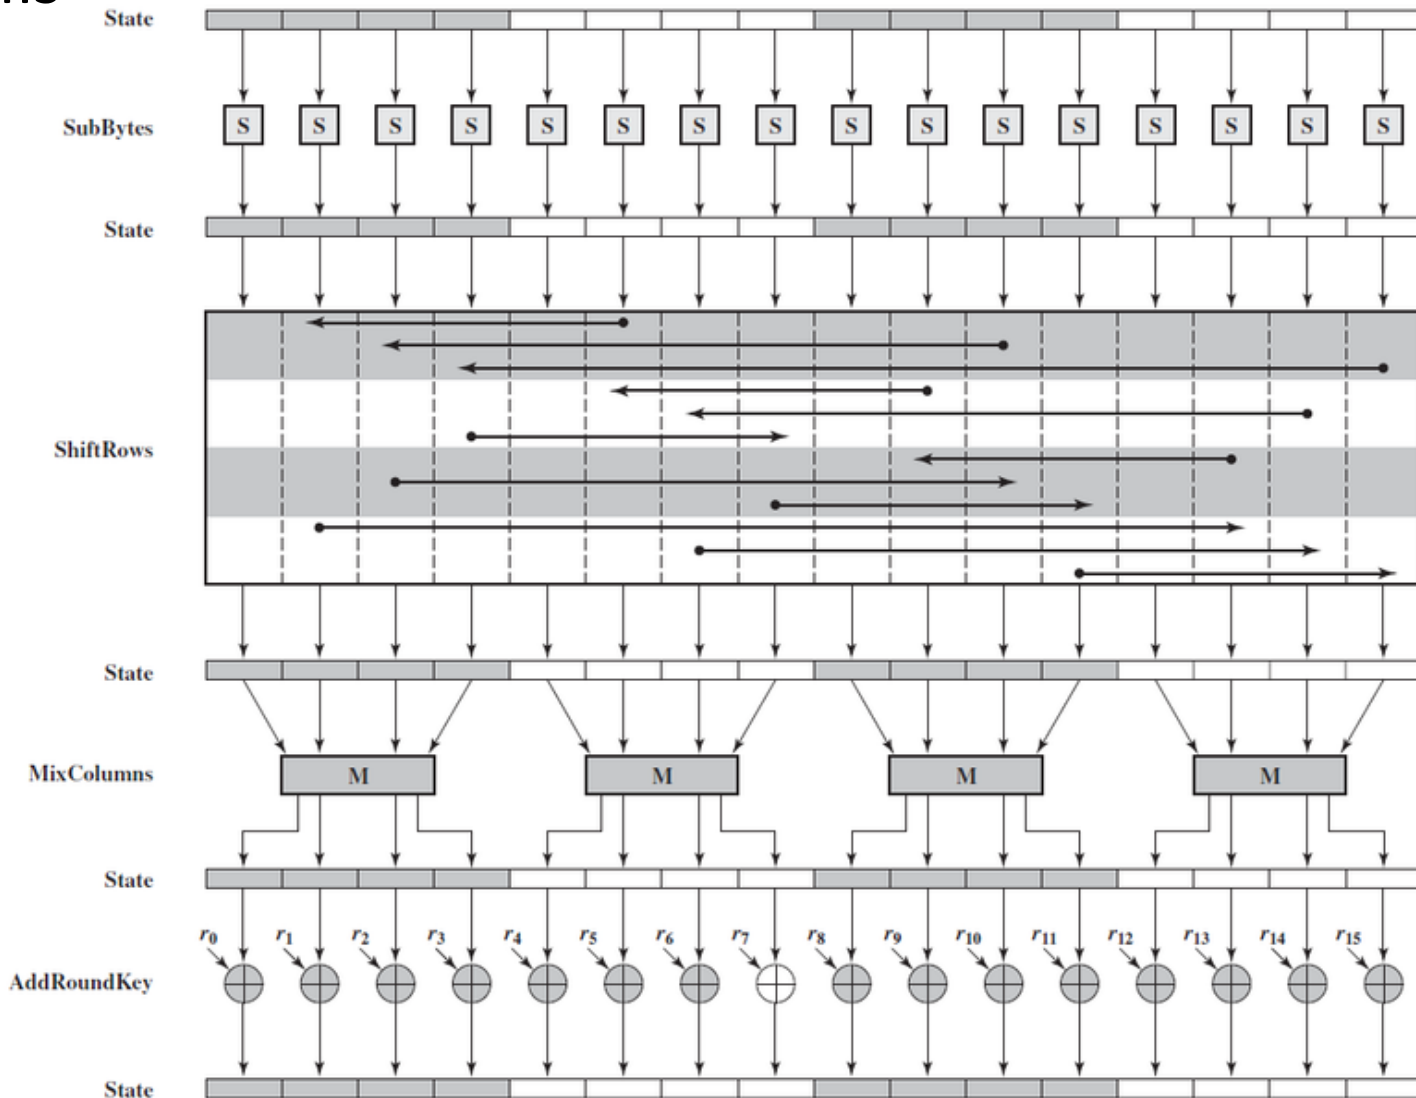 State
S S S S S S S S S S S S S S S S
SubBytes
State
ShiftRows
State
MixColumns M M M M
State
r0 r1 r2 r3 r4 r5 r6 r7 r8 r9 r10 r11 r12 r13 r14 r15
AddRoundKey
State